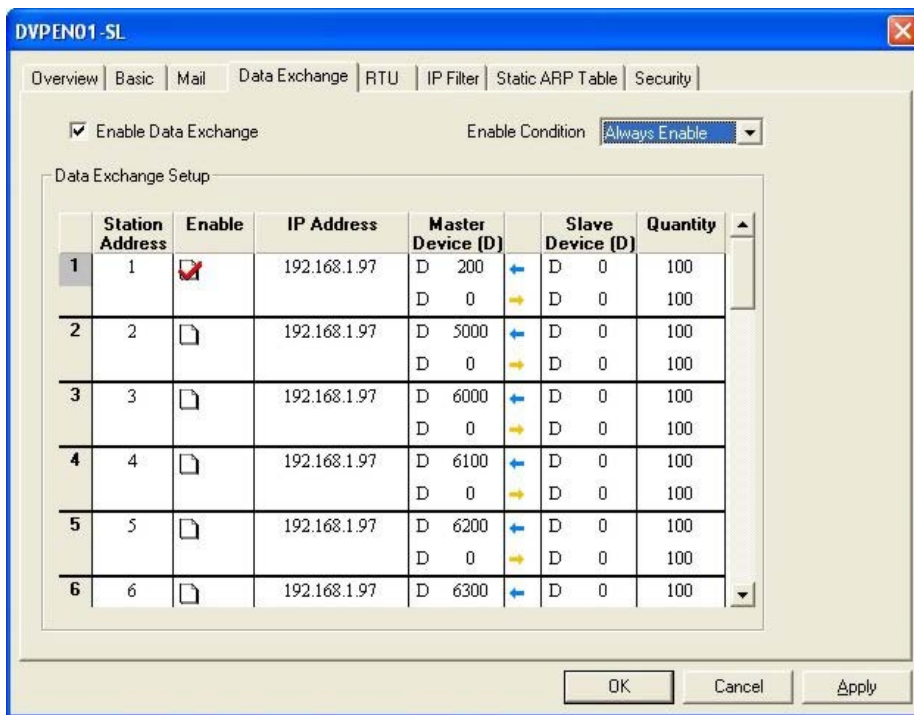 DVPEN01-SL
Overview Basic Mail Data Exchange RTU IP Filter Static ARP Table Security
Enable Data Exchange Enable Condition Always Enable
Data Exchange Setup
Station Address Enable IP Address Master Device (D) Slave Device (D) Quantity
1 1 192.168.1.97 D 200 D 0 100
D 0 D 0 100
2 2 192.168.1.97 D 5000 D 0 100
D 0 D 0 100
3 3 192.168.1.97 D 6000 D 0 100
D 0 D 0 100
4 4 192.168.1.97 D 6100 D 0 100
D 0 D 0 100
5 5 192.168.1.97 D 6200 D 0 100
D 0 D 0 100
6 6 192.168.1.97 D 6300 D 0 100
OK Cancel Apply